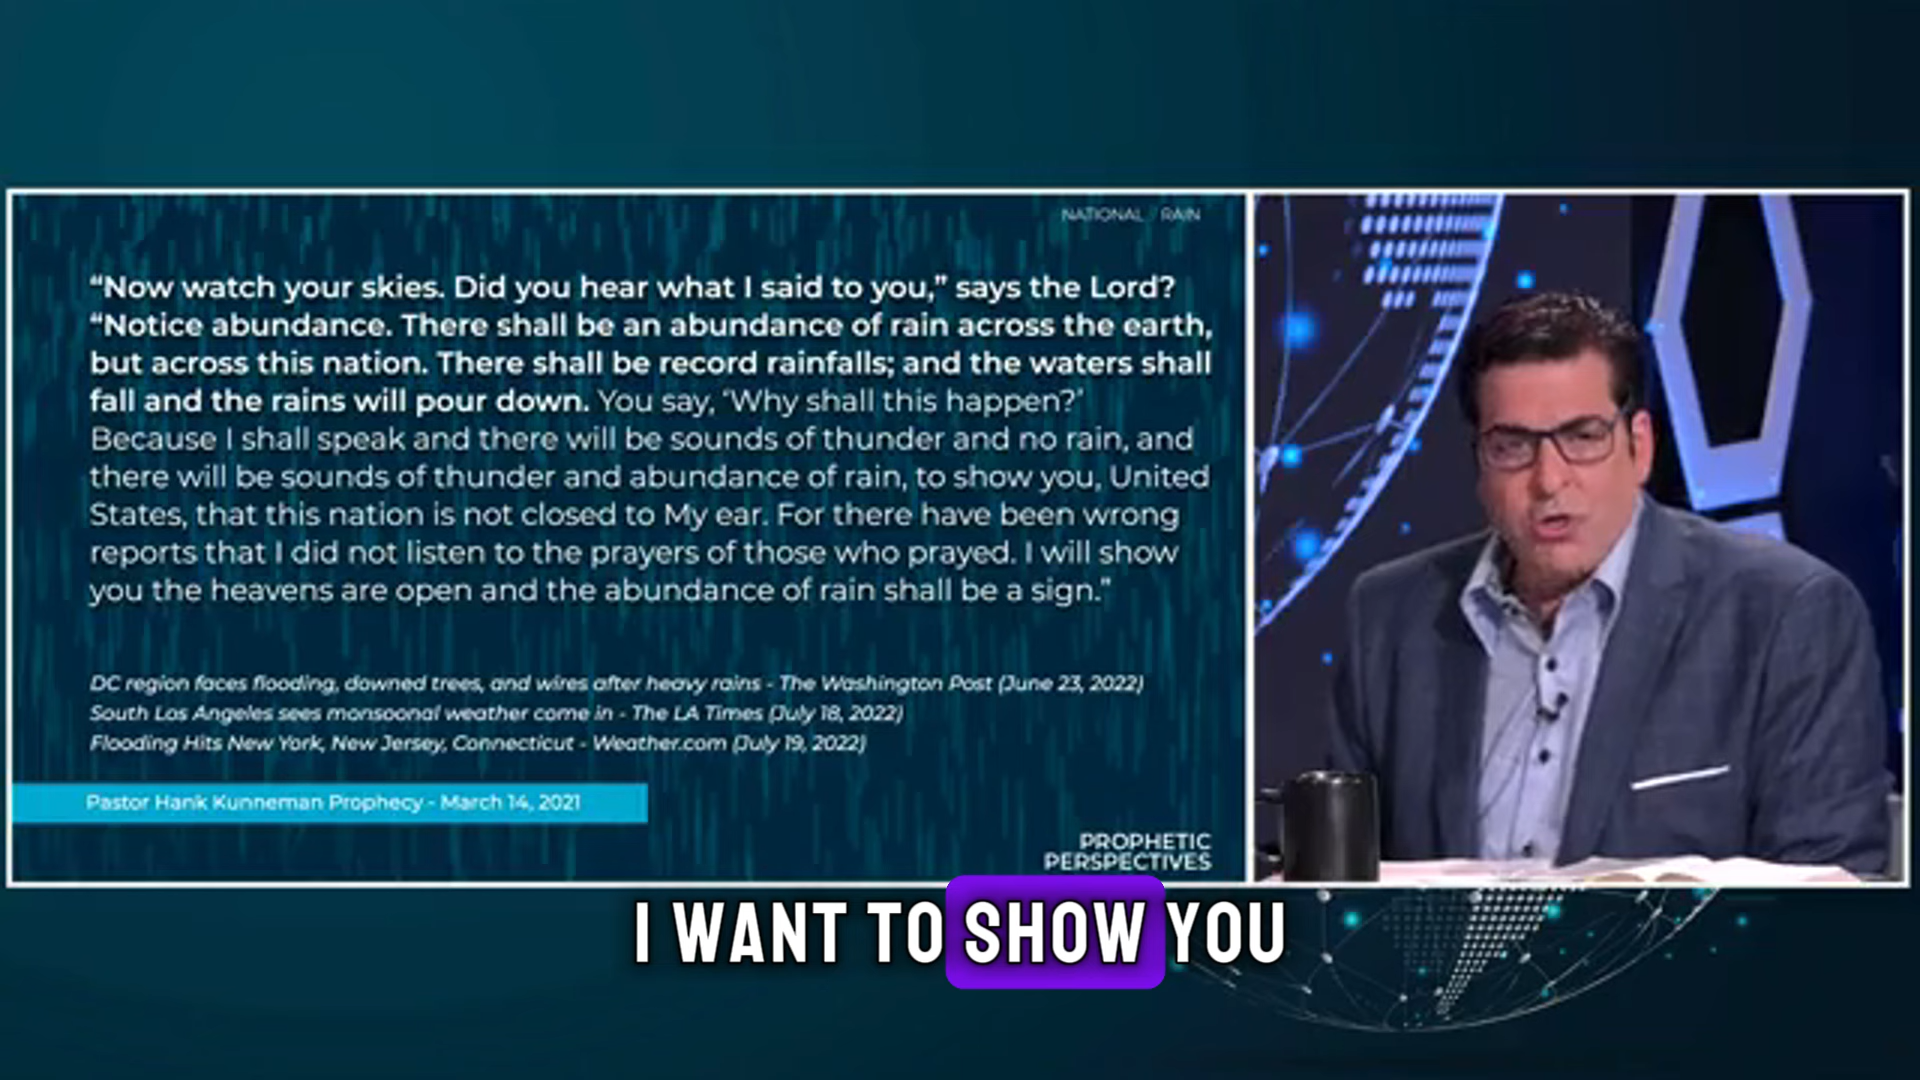 NATIONAL / RAIN
“Now watch your skies. Did you hear what I said to you,” says the Lord?
“Notice abundance. There shall be an abundance of rain across the earth,
but across this nation. There shall be record rainfalls; and the waters shall
fall and the rains will pour down. You say, ‘Why shall this happen?’
Because I shall speak and there will be sounds of thunder and no rain, and
there will be sounds of thunder and abundance of rain, to show you, United
States, that this nation is not closed to My ear. For there have been wrong
reports that I did not listen to the prayers of those who prayed. I will show
you the heavens are open and the abundance of rain shall be a sign.”
DC region faces flooding, downed trees, and wires after heavy rains - The Washington Post (June 23, 2022)
South Los Angeles sees monsoonal weather come in - The LA Times (July 18, 2022)
Flooding Hits New York, New Jersey, Connecticut - Weather.com (July 19, 2022)
Pastor Hank Kunneman Prophecy - March 14, 2021
PROPHETIC
PERSPECTIVES
I WANT TO SHOW YOU